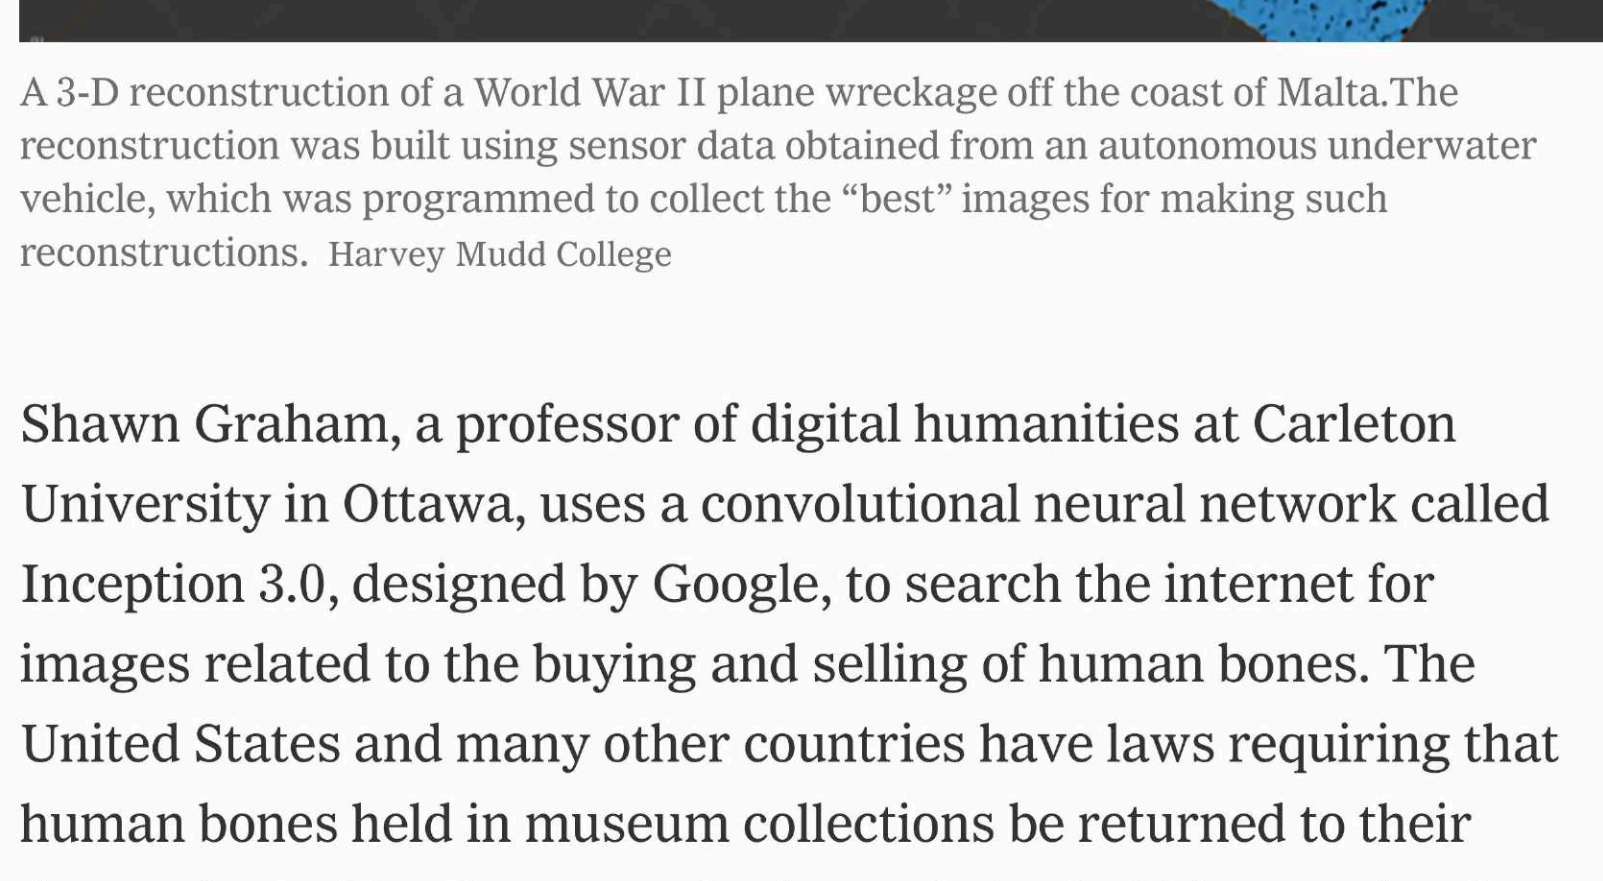 A 3-D reconstruction of a World War II plane wreckage off the coast of Malta.The
reconstruction was built using sensor data obtained from an autonomous underwater
vehicle, which was programmed to collect the “best” images for making such
reconstructions. Harvey Mudd College
Shawn Graham, a professor of digital humanities at Carleton
University in Ottawa, uses a convolutional neural network called
Inception 3.0, designed by Google, to search the internet for
images related to the buying and selling of human bones. The
United States and many other countries have laws requiring that
human bones held in museum collections be returned to their